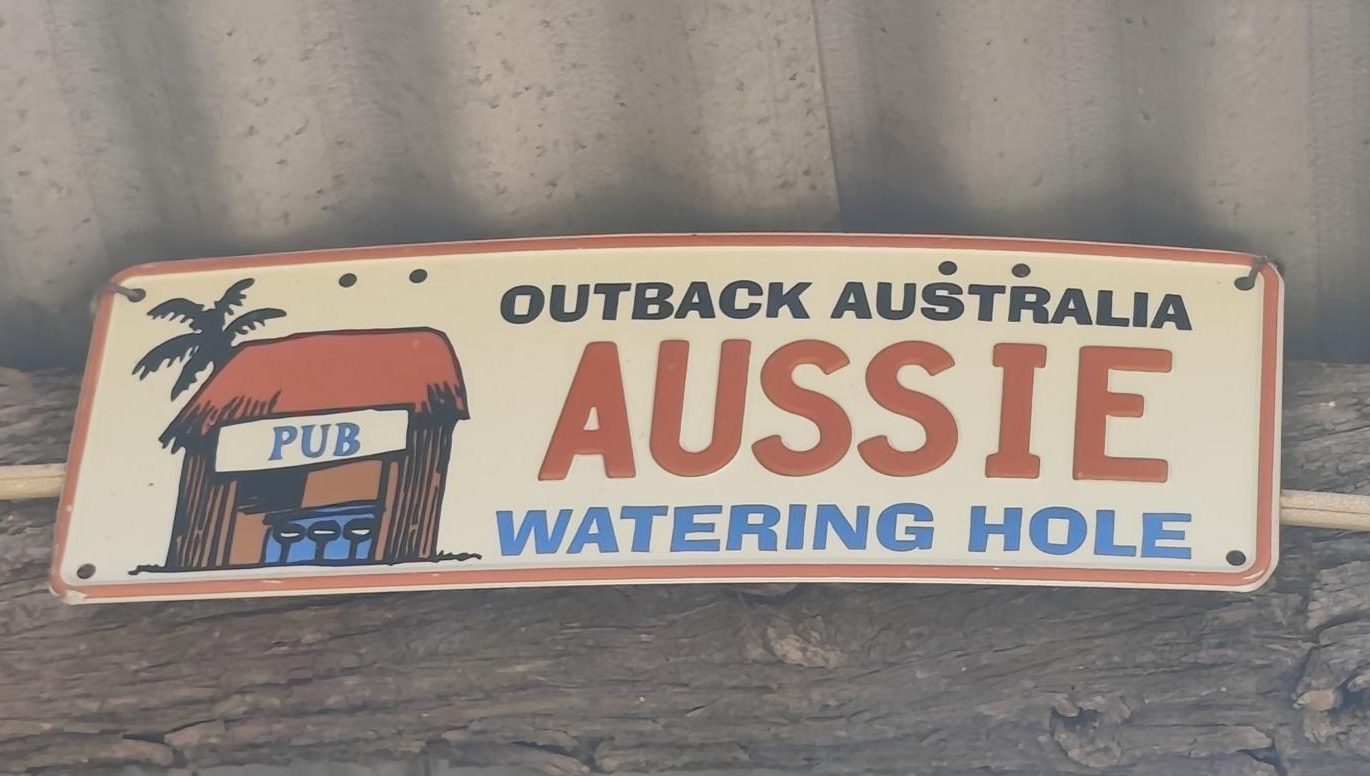 OUTBACK AUSTRALIA
AUSSIE
WATERING HOLE
PUB